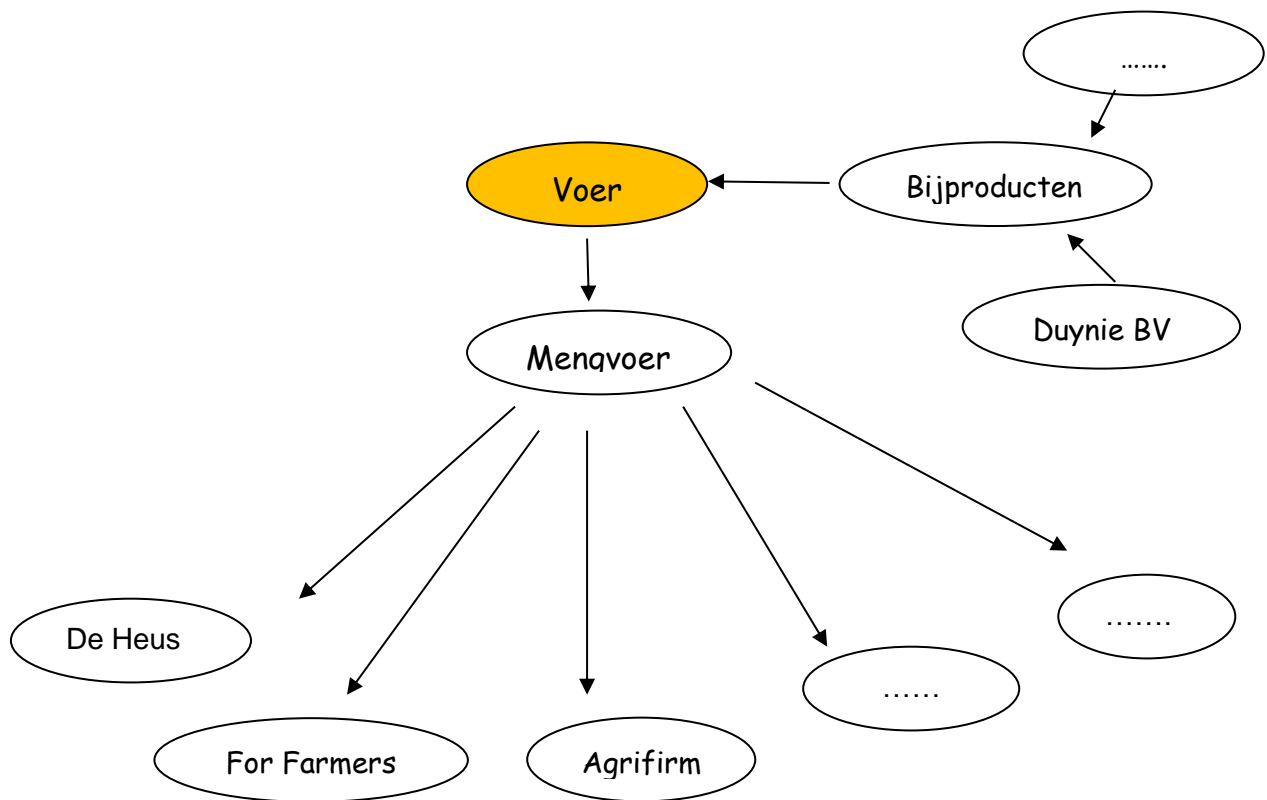 …….
Voer
Bijproducten
Duynie BV
Mengvoer
De Heus
For Farmers
Agrifirm
……
…….